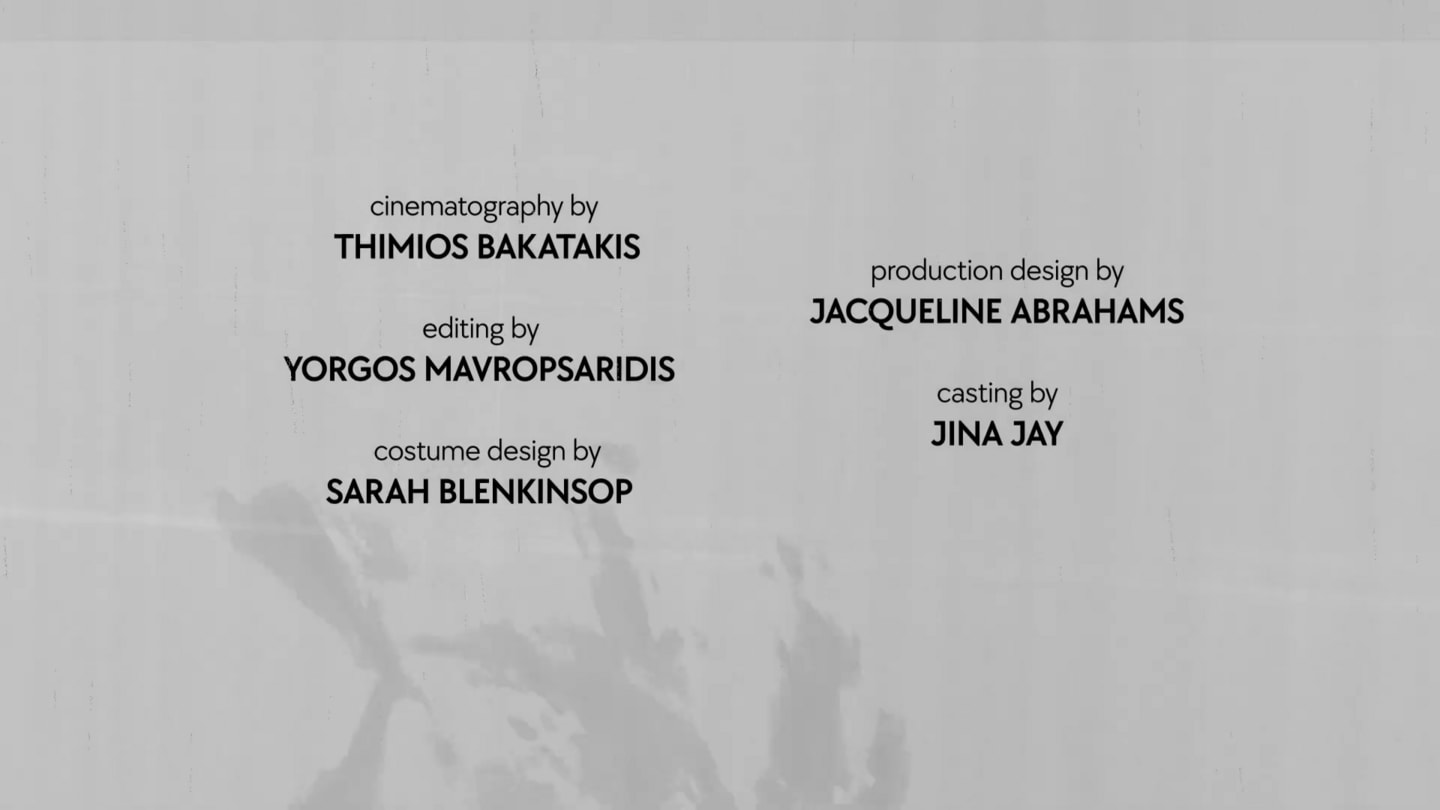 cinematography by
THIMIOS BAKATAKIS
editing by
YORGOS MAVROPSARIDIS
costume design by
SARAH BLENKINSOP
production design by
JACQUELINE ABRAHAMS
casting by
JINA JAY